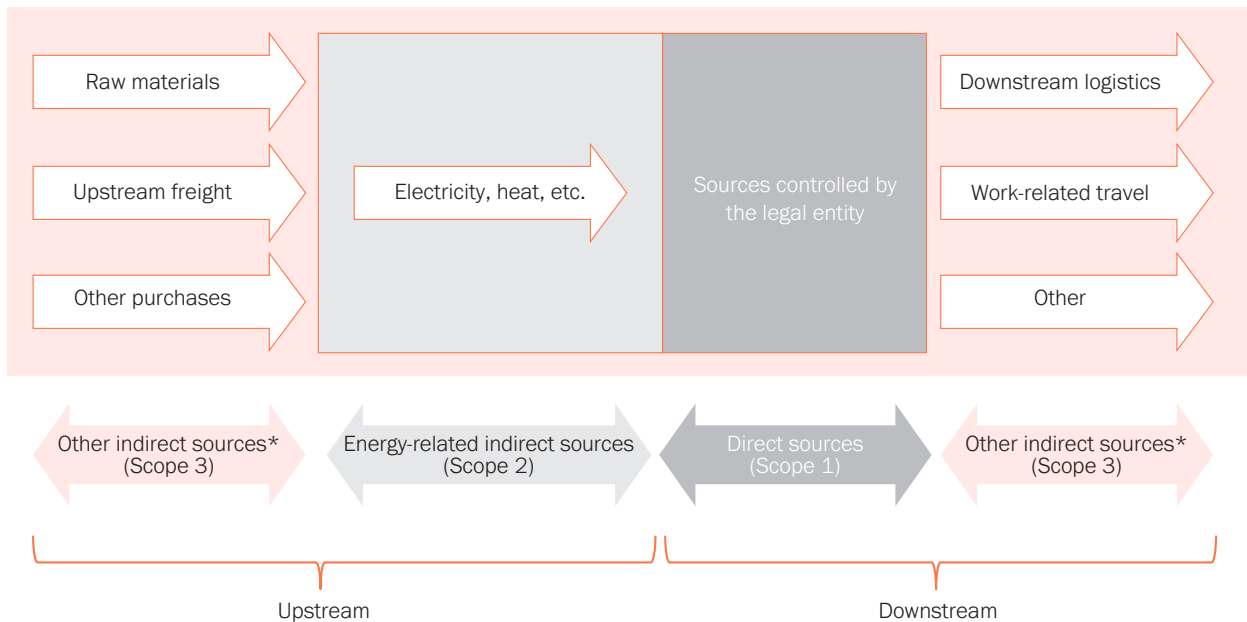 Raw materials
Upstream freight
Other purchases
Electricity, heat, etc.
Sources controlled by
the legal entity
Downstream logistics
Work-related travel
Other
Other indirect sources*
(Scope 3)
Energy-related indirect sources
(Scope 2)
Direct sources
(Scope 1)
Other indirect sources*
(Scope 3)
Upstream
Downstream